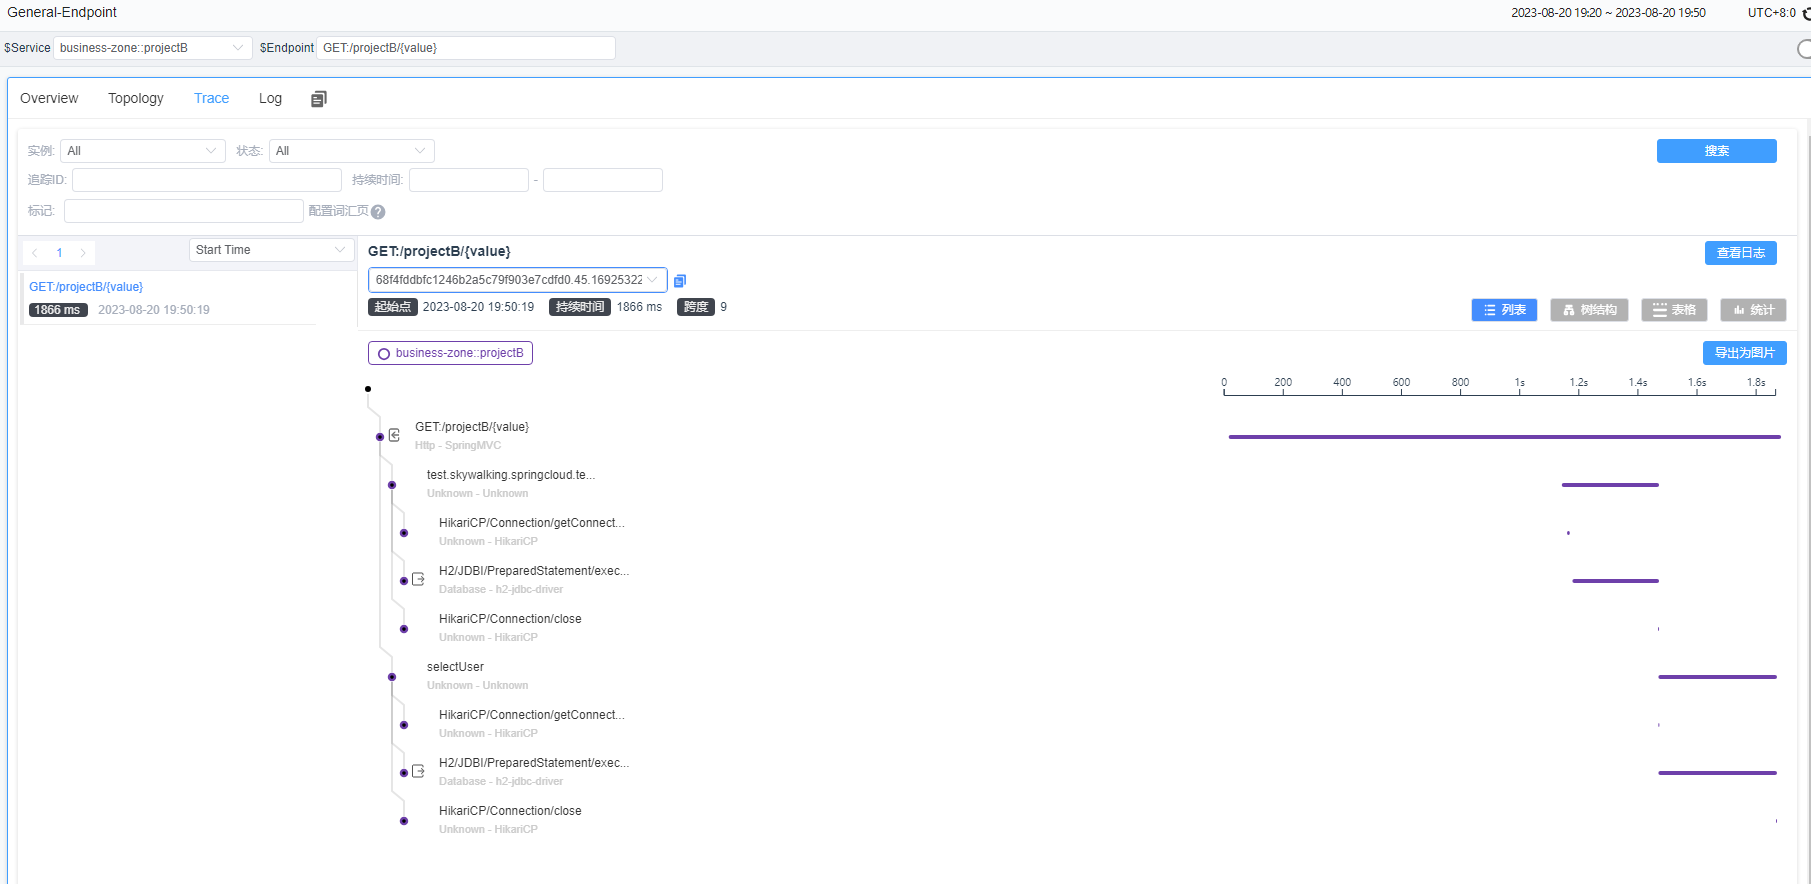 General-Endpoint
2023-08-20 19:20 ~ 2023-08-20 19:50 UTC+8:0
$Service business-zone::projectB $Endpoint GET:/projectB/{value}
Overview Topology Trace Log
实例: All 状态: All 搜索
追踪ID: 持续时间: -
标记: 配置词汇页 ?
1 Start Time
GET:/projectB/{value}
1866 ms 2023-08-20 19:50:19
GET:/projectB/{value} 查看日志
68f4fddbfc1246b2a5c79f903e7cdfd0.45.16925322
起始点 2023-08-20 19:50:19 持续时间 1866 ms 跨度 9
列表 树结构 表格 统计
business-zone::projectB 导出为图片
0 200 400 600 800 1s 1.2s 1.4s 1.6s 1.8s
GET:/projectB/{value}
Http - SpringMVC
test.skywalking.springcloud.te...
Unknown - Unknown
HikariCP/Connection/getConnect...
Unknown - HikariCP
H2/JDBI/PreparedStatement/exec...
Database - h2-jdbc-driver
HikariCP/Connection/close
Unknown - HikariCP
selectUser
Unknown - Unknown
HikariCP/Connection/getConnect...
Unknown - HikariCP
H2/JDBI/PreparedStatement/exec...
Database - h2-jdbc-driver
HikariCP/Connection/close
Unknown - HikariCP